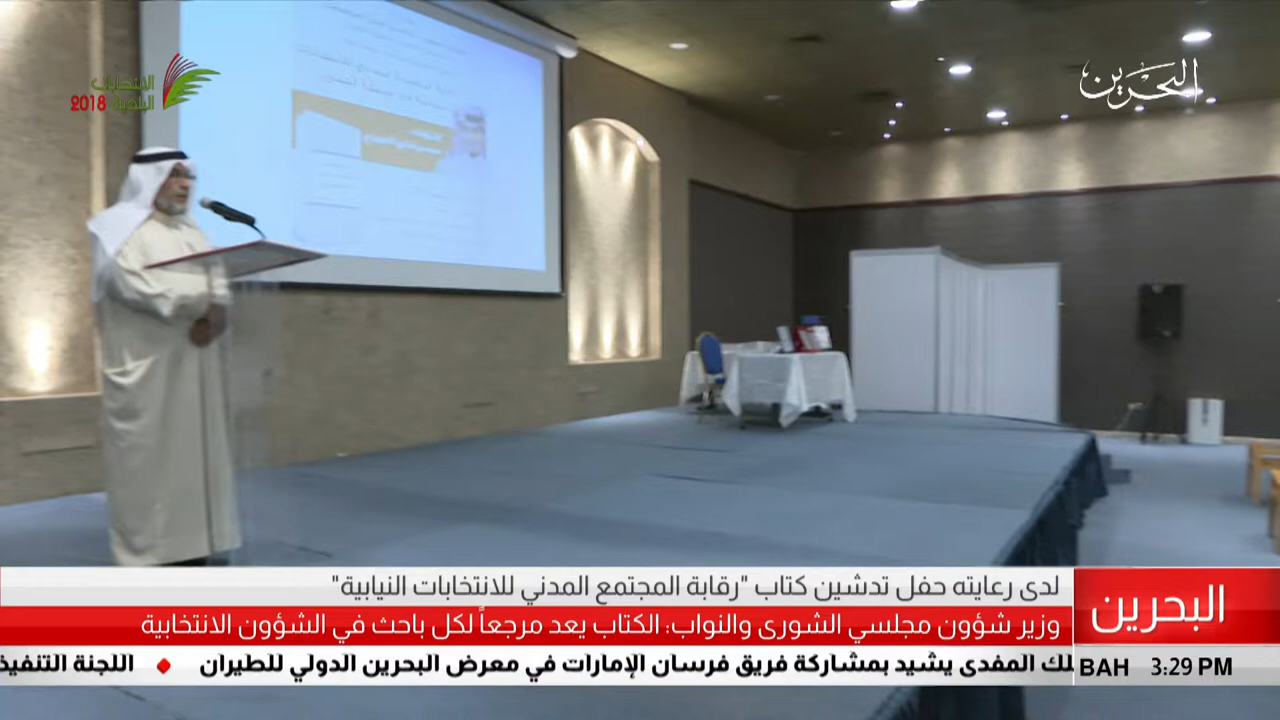 الانتخابات
النيابية
2018
البحرين
لدى رعايته حفل تدشين كتاب "رقابة المجتمع المدني للانتخابات النيابية"
البحرين
وزير شؤون مجلسي الشورى والنواب: الكتاب يعد مرجعاً لكل باحث في الشؤون الانتخابية
BAH 3:29 PM
لك المفدى يشيد بمشاركة فريق فرسان الإمارات في معرض البحرين الدولي للطيران ♦ اللجنة التنفيذ